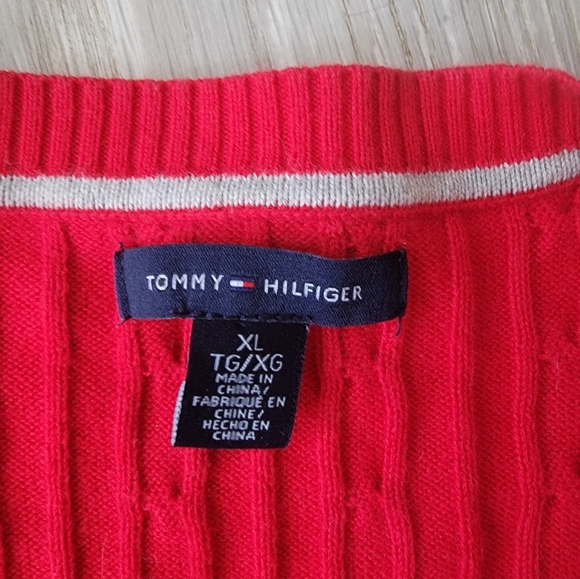 TOMMY HILFIGER
XL
TG/XG
MADE IN
CHINA/
FABRIQUÉ EN
CHINE/
HECHO EN
CHINA